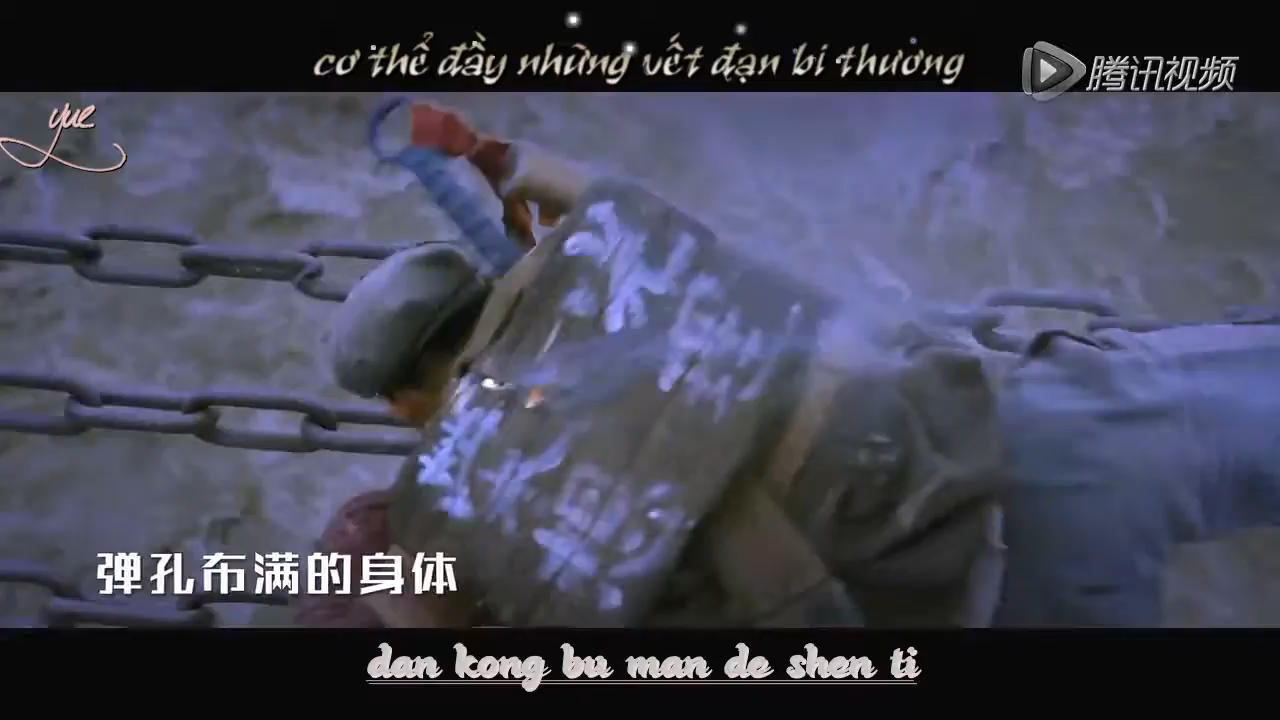 cơ thể đầy những vết đạn bi thương
腾讯视频
yue
弹孔布满的身体
dan kong bu man de shen ti